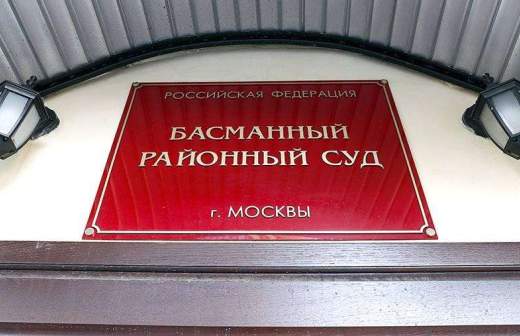 РОССИЙСКАЯ ФЕДЕРАЦИЯ
БАСМАННЫЙ
РАЙОННЫЙ СУД
г. МОСКВЫ